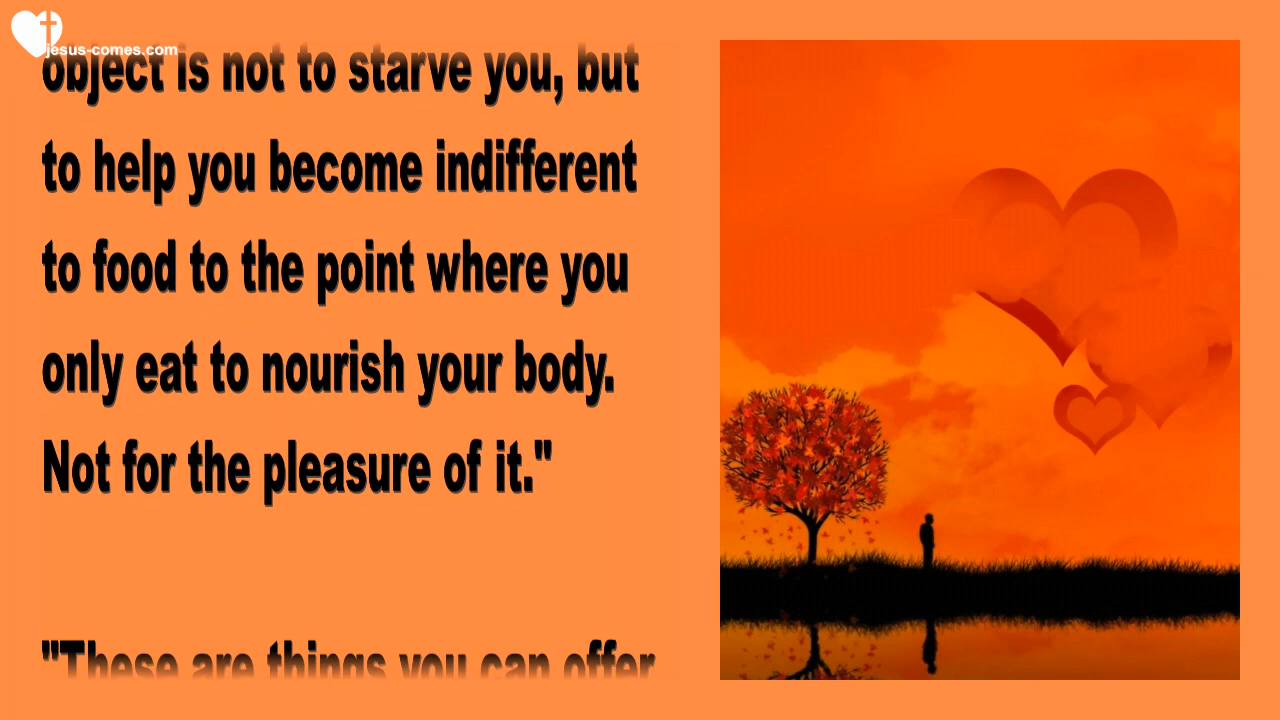 jesus-comes.com
object is not to starve you, but
to help you become indifferent
to food to the point where you
only eat to nourish your body.
Not for the pleasure of it."
"These are things you can offer